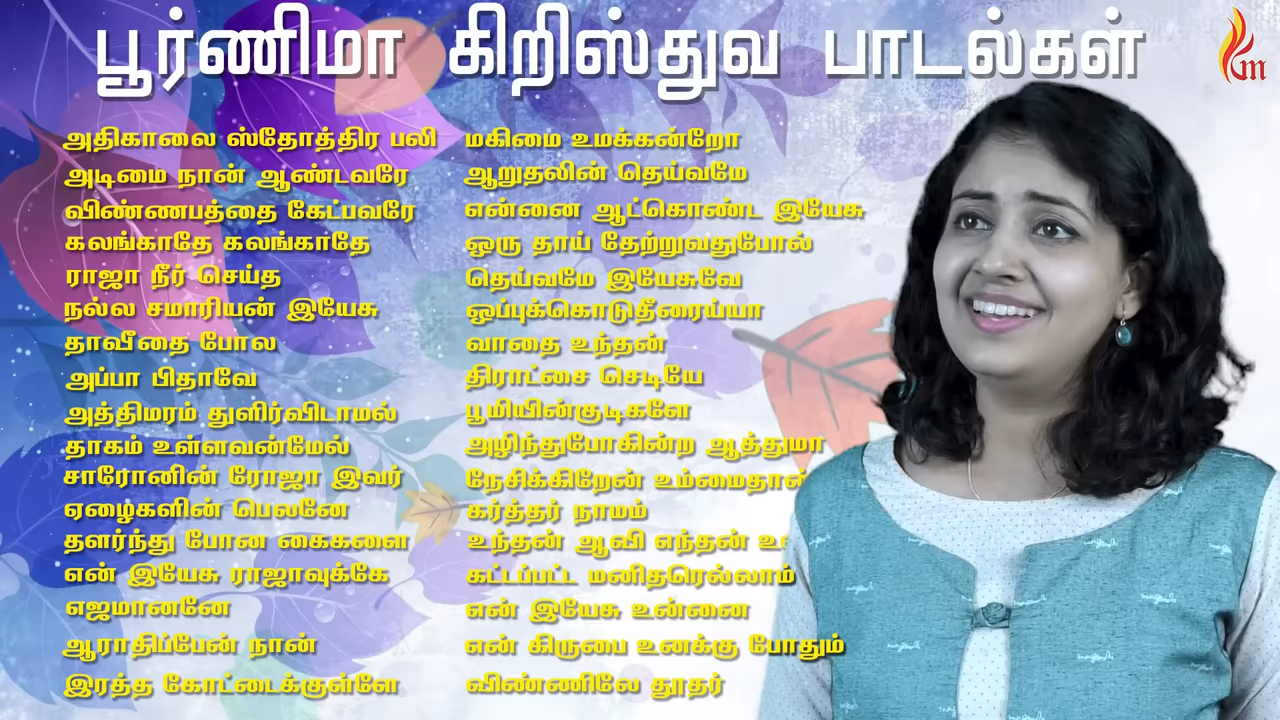 பூர்ணிமா கிறிஸ்துவ பாடல்கள்
அதிகாலை ஸ்தோத்திர பலி
அடிமை நான் ஆண்டவரே
விண்ணபத்தை கேட்பவரே
கலங்காதே கலங்காதே
ராஜா நீர் செய்த
நல்ல சமாரியன் இயேசு
தாவீதை போல
அப்பா பிதாவே
அத்திமரம் துளிர்விடாமல்
தாகம் உள்ளவன்மேல்
சாரோனின் ரோஜா இவர்
ஏழைகளின் பெலனே
தளர்ந்து போன கைகளை
என் இயேசு ராஜாவுக்கே
எஜமானனே
ஆராதிப்பேன் நான்
இரத்த கோட்டைக்குள்ளே
மகிமை உமக்கன்றோ
ஆறுதலின் தெய்வமே
என்னை ஆட்கொண்ட இயேசு
ஒரு தாய் தேற்றுவதுபோல்
தெய்வமே இயேசுவே
ஒப்புக்கொடுதீரைய்யா
வாதை உந்தன்
திராட்சை செடியே
பூமியின்குடிகளே
அழிந்துபோகின்ற ஆத்துமா
நேசிக்கிறேன் உம்மைதான்
கர்த்தர் நாமம்
உந்தன் ஆவி எந்தன்
கட்டப்பட்ட மனிதரெல்லாம்
என் இயேசு உன்னை
என் கிருபை உனக்கு போதும்
விண்ணிலே தூதர்